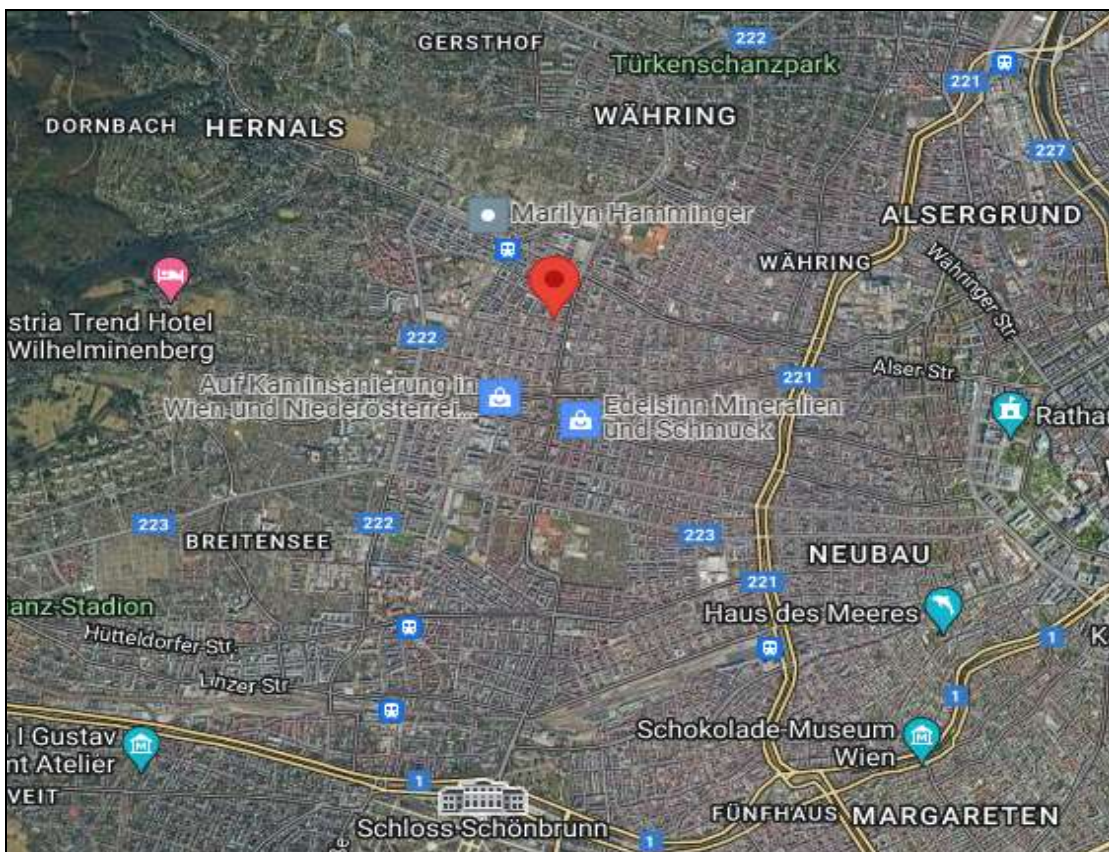 GERSTHOF
222
Türkenschanzpark
221
DORNBACH
HERNALS
WÄHRING
227
Marilyn Hamminger
ALSERGRUND
WÄHRING
Währinger Str.
stria Trend Hotel
Wilhelminenberg
222
Alser Str.
221
Auf Kaminsanierung in
Wien und Niederösterrei...
Edelsinn Mineralien
und Schmuck
Rathau
223
222
BREITENSEE
223
NEUBAU
221
anz-Stadion
Haus des Meeres
Hütteldorfer Str.
1
K
Linzer Str.
1
l Gustav
nt Atelier
Schokolade-Museum
Wien
VEIT
1
FÜNFHAUS
MARGARETEN
Schloss Schönbrunn
1